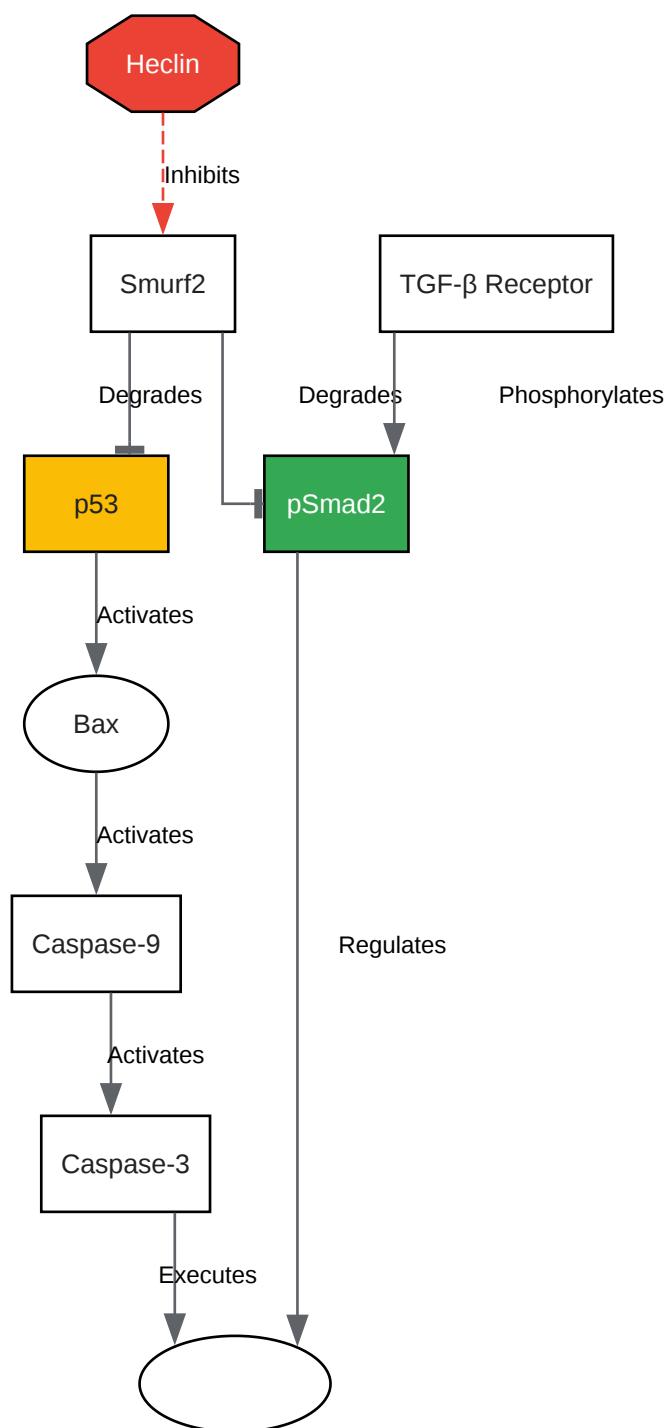 Heclin
Inhibits
Smurf2
TGF-β Receptor
Degrades
Degrades
Phosphorylates
p53
pSmad2
Activates
Bax
Activates
Caspase-9
Regulates
Activates
Caspase-3
Executes